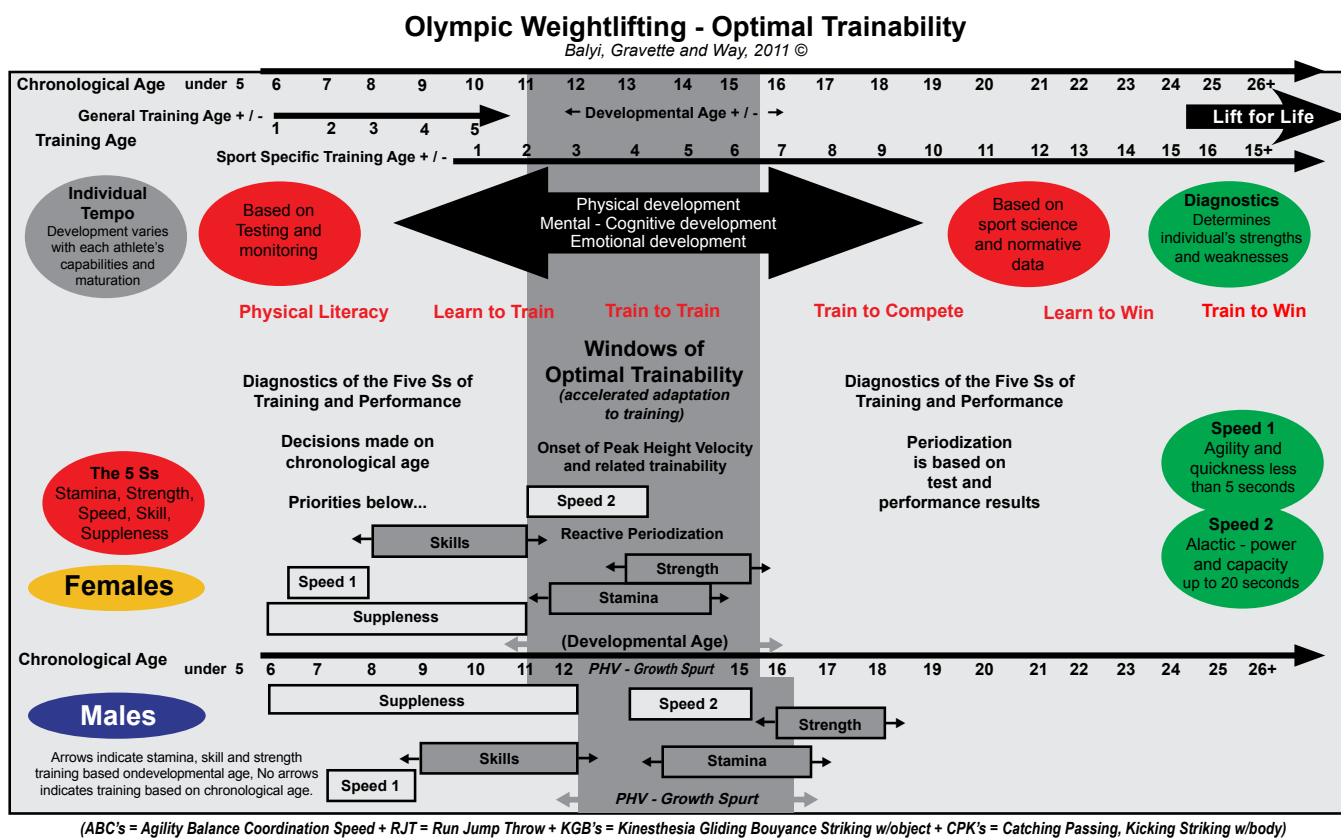 Olympic Weightlifting - Optimal Trainability
Balyi, Gravette and Way, 2011 ©
Chronological Age under 5 6 7 8 9 10 11 12 13 14 15 16 17 18 19 20 21 22 23 24 25 26+
General Training Age + / - 1 2 3 4 5
← Developmental Age + / - →
Lift for Life
Training Age
Sport Specific Training Age + / - 1 2 3 4 5 6 7 8 9 10 11 12 13 14 15 16 15+
Individual
Tempo
Development varies
with each athlete's
capabilities and
maturation
Based on
Testing and
monitoring
Physical development
Mental - Cognitive development
Emotional development
Based on
sport science
and normative
data
Diagnostics
Determines
individual's strengths
and weaknesses
Physical Literacy Learn to Train Train to Train Train to Compete Learn to Win Train to Win
Windows of
Optimal Trainability
(accelerated adaptation
to training)
Diagnostics of the Five Ss of
Training and Performance
Decisions made on
chronological age
Priorities below...
Onset of Peak Height Velocity
and related trainability
Diagnostics of the Five Ss of
Training and Performance
Periodization
is based on
test and
performance results
Speed 1
Agility and
quickness less
than 5 seconds
Speed 2
Alactic - power
and capacity
up to 20 seconds
The 5 Ss
Stamina, Strength,
Speed, Skill,
Suppleness
Females
Speed 2
Skills
Reactive Periodization
Strength
Speed 1
Stamina
Suppleness
(Developmental Age)
Chronological Age under 5 6 7 8 9 10 11 12 PHV - Growth Spurt 15 16 17 18 19 20 21 22 23 24 25 26+
Males
Suppleness
Speed 2
Strength
Skills
Stamina
Speed 1
PHV - Growth Spurt
Arrows indicate stamina, skill and strength
training based ondevelopmental age, No arrows
indicates training based on chronological age.
(ABC's = Agility Balance Coordination Speed + RJT = Run Jump Throw + KGB's = Kinesthesia Gliding Bouyance Striking w/object + CPK's = Catching Passing, Kicking Striking w/body)